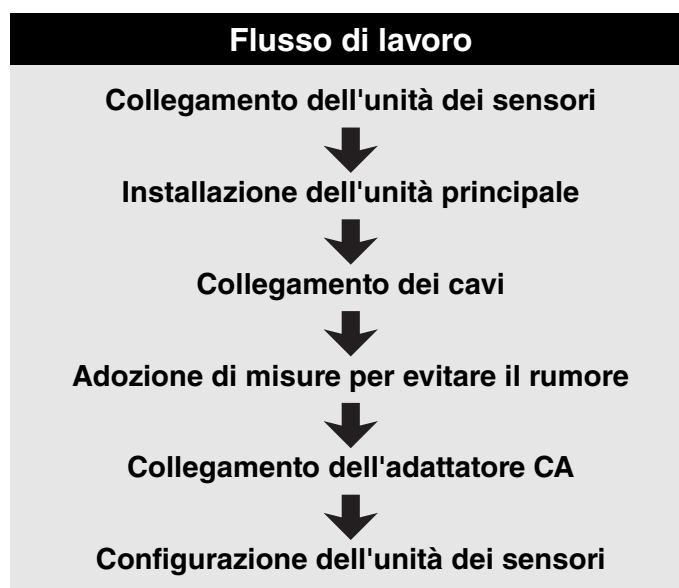 Flusso di lavoro
Collegamento dell'unità dei sensori
Installazione dell'unità principale
Collegamento dei cavi
Adozione di misure per evitare il rumore
Collegamento dell'adattatore CA
Configurazione dell'unità dei sensori